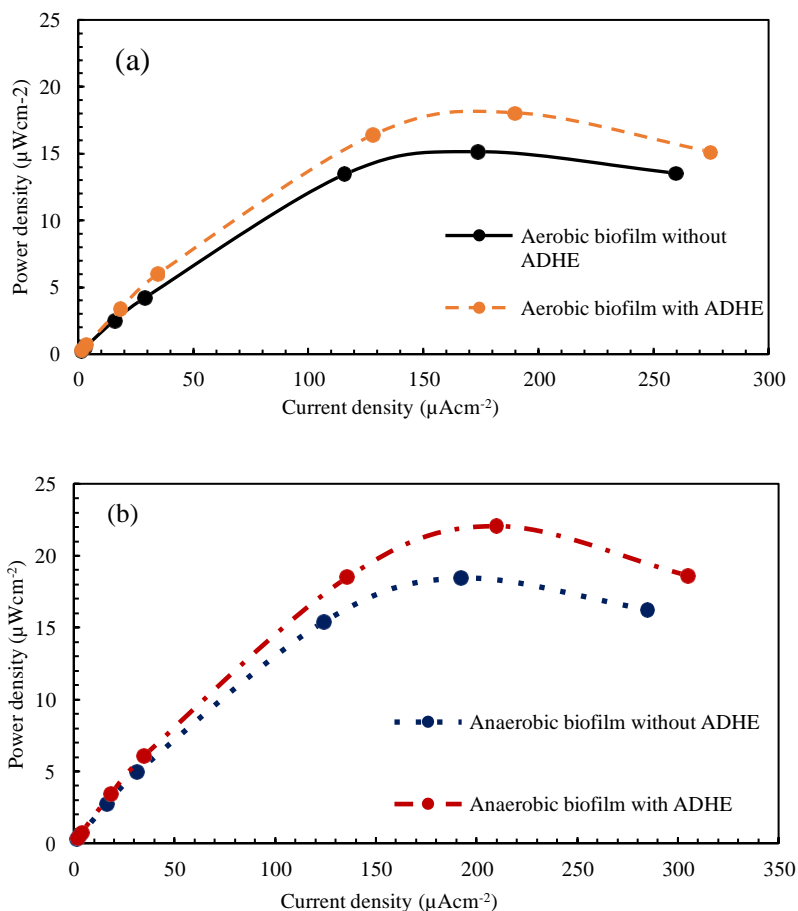 (a)
Power density (µWcm-2)
25
20
15
10
5
0
Aerobic biofilm without
ADHE
Aerobic biofilm with ADHE
0 50 100 150 200 250 300
Current density (µAcm⁻²)
(b)
Power density (µWcm⁻²)
25
20
15
10
5
0
Anaerobic biofilm without ADHE
Anaerobic biofilm with ADHE
0 50 100 150 200 250 300 350
Current density (µAcm⁻²)